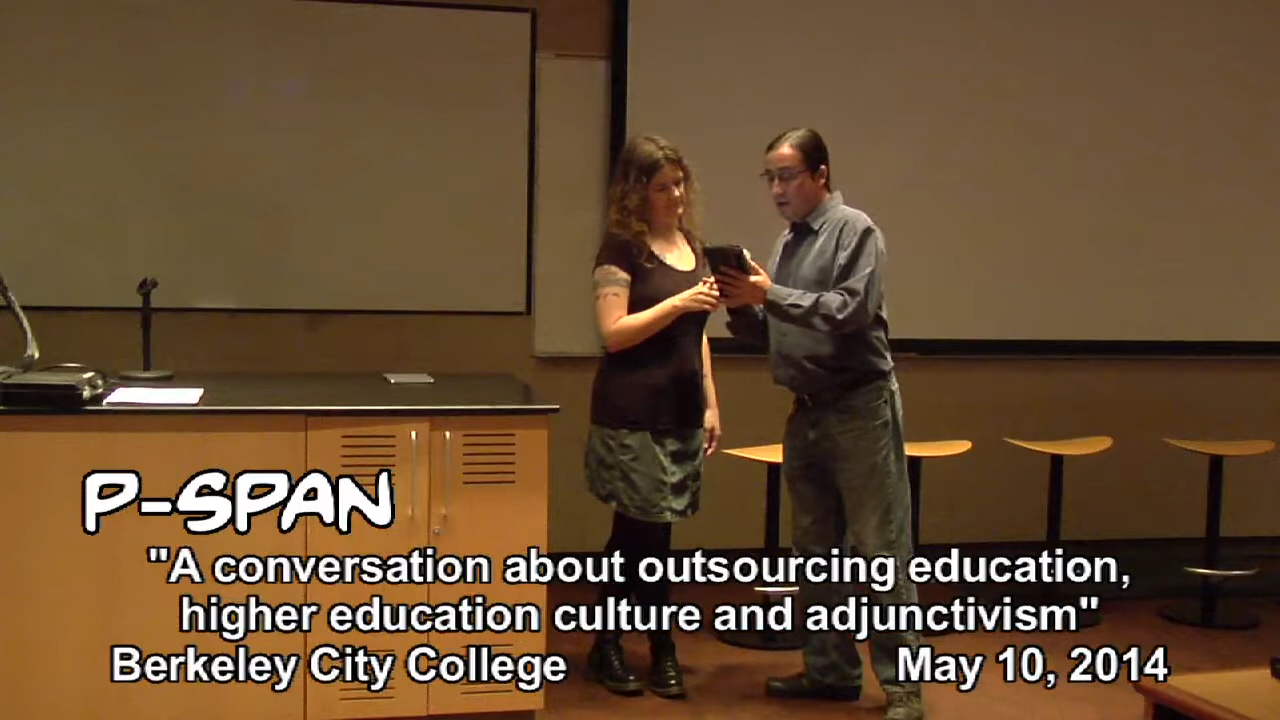 P-SPAN
"A conversation about outsourcing education,
higher education culture and adjunctivism"
Berkeley City College May 10, 2014